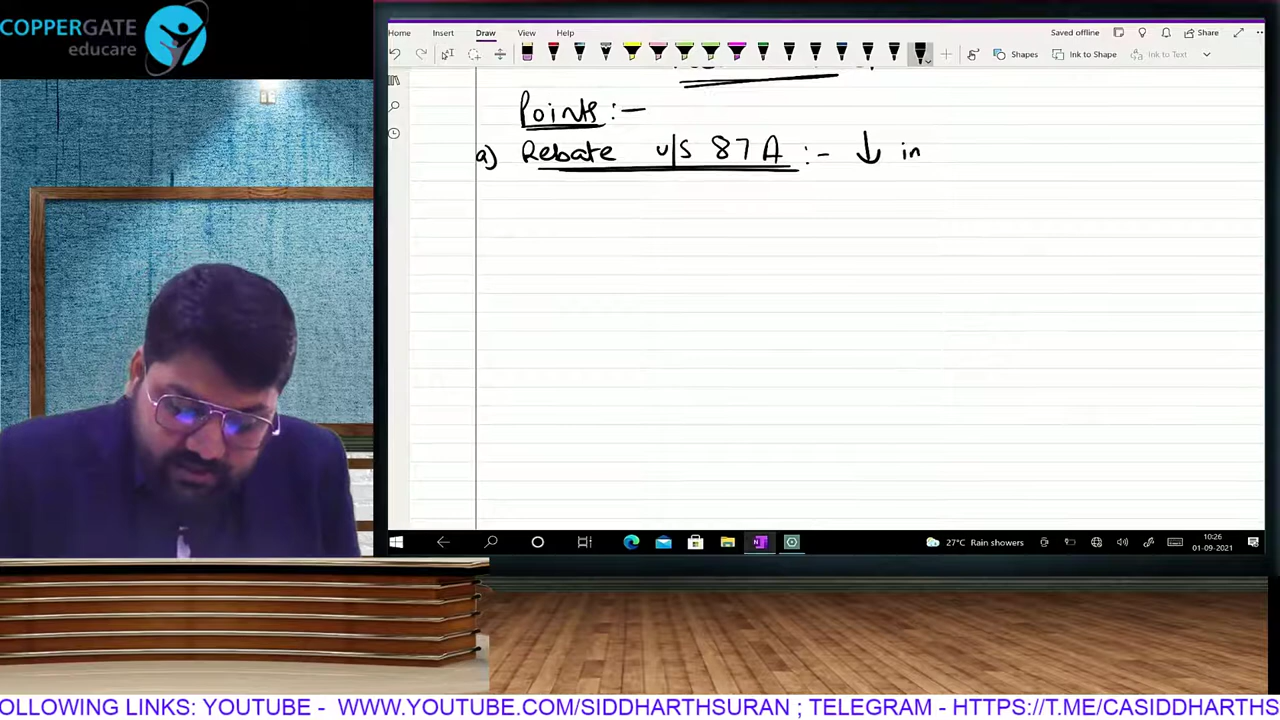 COPPERGATE
educare
Home Insert Draw View Help
Saved offline
Share
Shapes
Ink to Shape
Ink to Text
Points :-
a) Rebate u/s 87A :- ↓ in
27°C Rain showers
10:26
01-09-2021
OLLOWING LINKS: YOUTUBE - WWW.YOUTUBE.COM/SIDDHARTHSURAN ; TELEGRAM - HTTPS://T.ME/CASIDDHARTHS